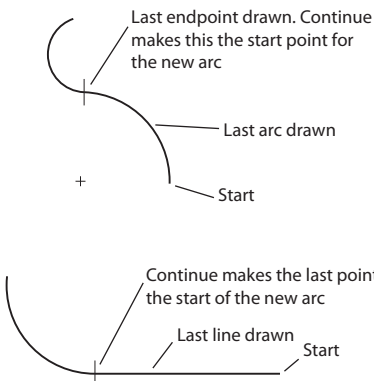 Last endpoint drawn. Continue
makes this the start point for
the new arc
Last arc drawn
Start
Continue makes the last point
the start of the new arc
Last line drawn
Start